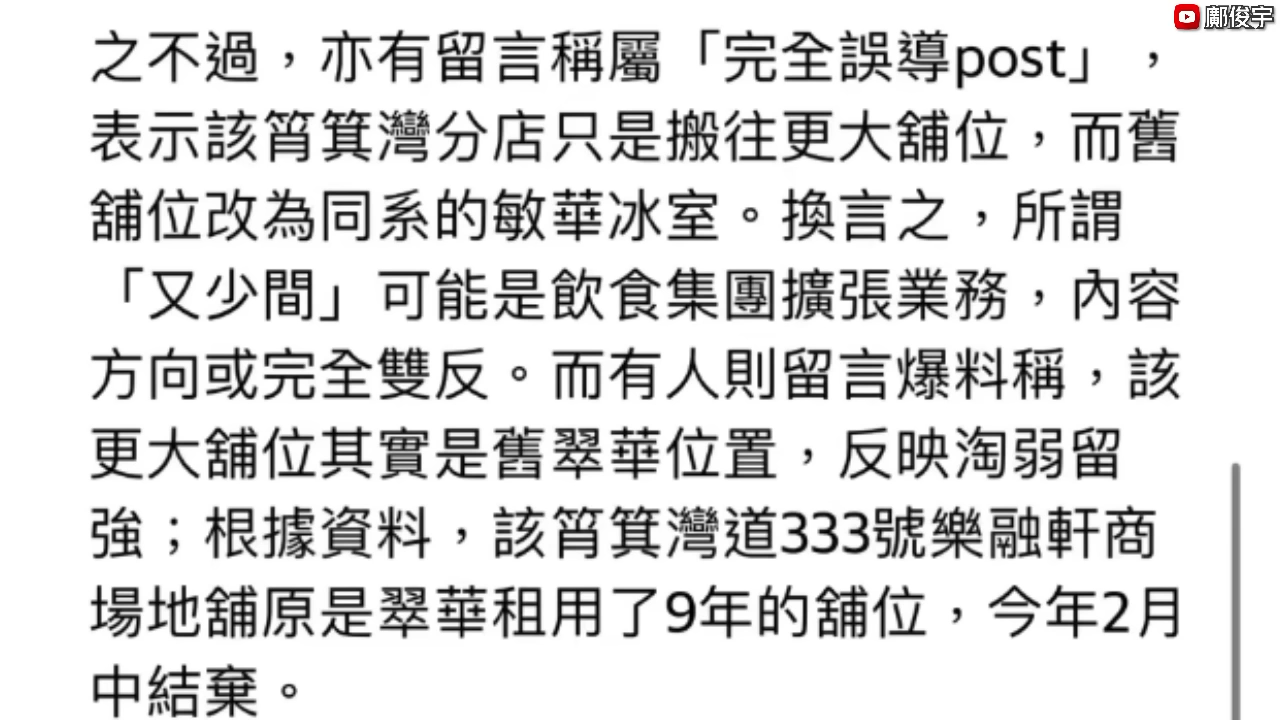 鄺俊宇
之不過，亦有留言稱屬「完全誤導post」，
表示該筲箕灣分店只是搬往更大舖位，而舊
舖位改為同系的敏華冰室。換言之，所謂
「又少間」可能是飲食集團擴張業務，內容
方向或完全雙反。而有人則留言爆料稱，該
更大舖位其實是舊翠華位置，反映淘弱留
強；根據資料，該筲箕灣道333號樂融軒商
場地舖原是翠華租用了9年的舖位，今年2月
中結棄。